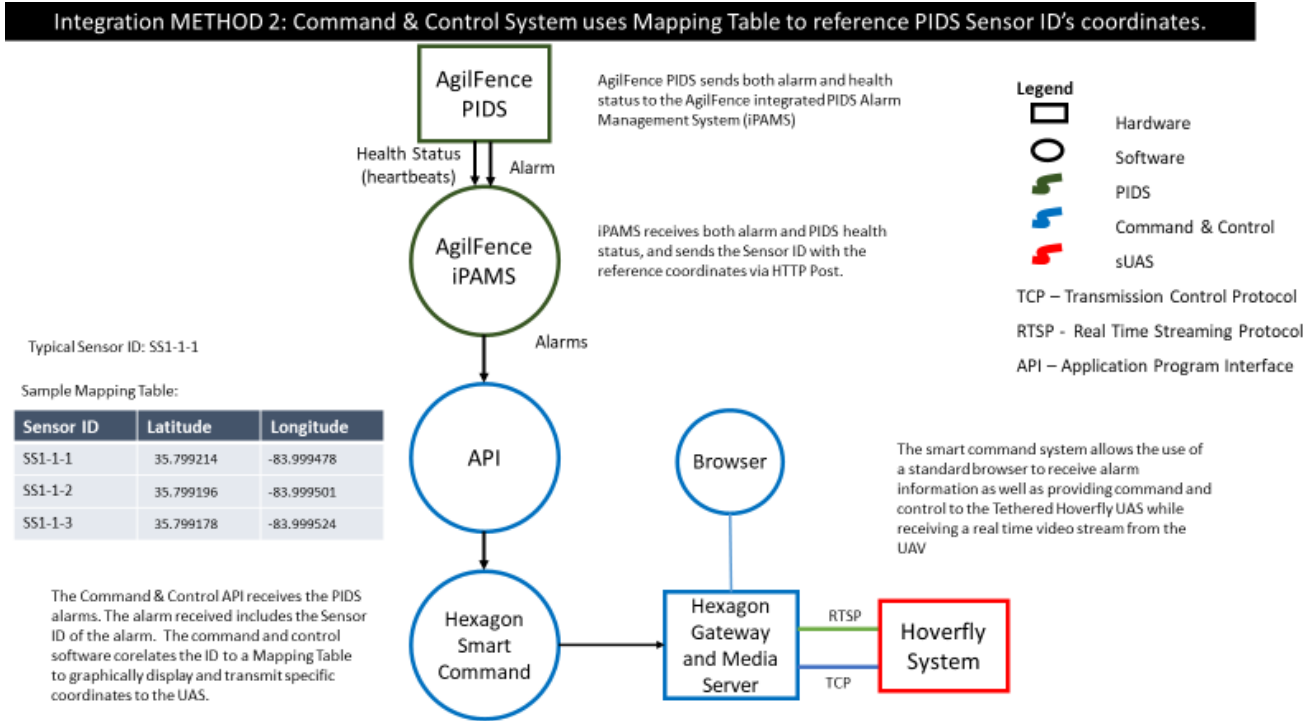 Integration METHOD 2: Command & Control System uses Mapping Table to reference PIDS Sensor ID's coordinates.
AgilFence
PIDS
AgilFence PIDS sends both alarm and health
status to the AgilFence integrated PIDS Alarm
Management System (iPAMS)
Health Status
(heartbeats)
Alarm
AgilFence
iPAMS
iPAMS receives both alarm and PIDS health
status, and sends the Sensor ID with the
reference coordinates via HTTP Post.
Legend
Hardware
Software
PIDS
Command & Control
sUAS
TCP – Transmission Control Protocol
RTSP - Real Time Streaming Protocol
API – Application Program Interface
Alarms
Typical Sensor ID: SS1-1-1
Sample Mapping Table:
Sensor ID Latitude Longitude
SS1-1-1 35.799214 -83.999478
SS1-1-2 35.799196 -83.999501
SS1-1-3 35.799178 -83.999524
API
Browser
The smart command system allows the use of
a standard browser to receive alarm
information as well as providing command and
control to the Tethered Hoverfly UAS while
receiving a real time video stream from the
UAV
The Command & Control API receives the PIDS
alarms. The alarm received includes the Sensor
ID of the alarm. The command and control
software corelates the ID to a Mapping Table
to graphically display and transmit specific
coordinates to the UAS.
Hexagon
Smart
Command
Hexagon
Gateway
and Media
Server
RTSP
TCP
Hoverfly
System